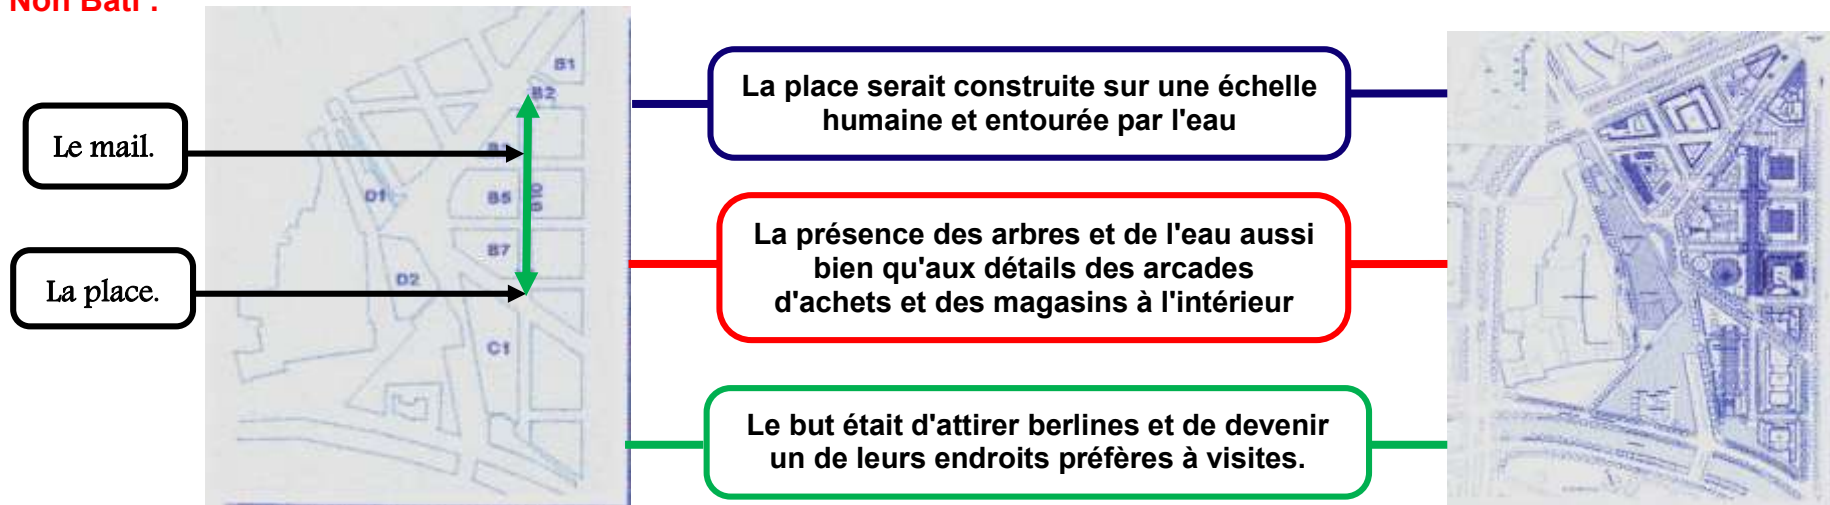 Non Bâti :
Le mail.
La place.
B1
B2
B3
B5
B7
D1
D2
C1
La place serait construite sur une échelle
humaine et entourée par l'eau
La présence des arbres et de l'eau aussi
bien qu'aux détails des arcades
d'achets et des magasins à l'intérieur
Le but était d'attirer berlines et de devenir
un de leurs endroits préfères à visites.